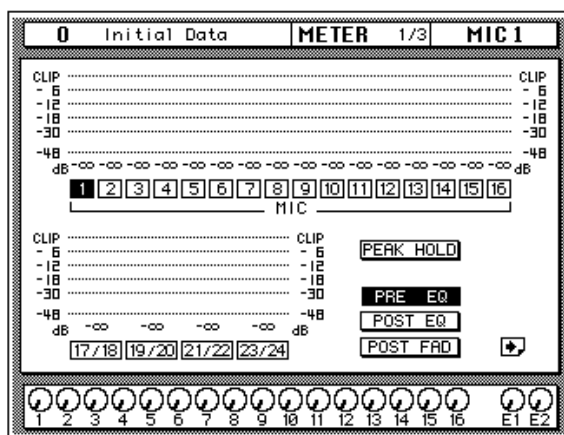 0 Initial Data METER 1/3 MIC 1
CLIP CLIP
- 6 - 6
-12 -12
-18 -18
-30 -30
-48 -48
dB -∞ -∞ -∞ -∞ -∞ -∞ -∞ -∞ -∞ -∞ -∞ -∞ -∞ -∞ -∞ -∞ dB
1 2 3 4 5 6 7 8 9 10 11 12 13 14 15 16
MIC
CLIP CLIP
- 6 - 6 PEAK HOLD
-12 -12
-18 -18
-30 -30 PRE EQ
-48 -48 POST EQ
dB -∞ -∞ -∞ -∞ dB
17/18 19/20 21/22 23/24 POST FAD
1 2 3 4 5 6 7 8 9 10 11 12 13 14 15 16 E1 E2